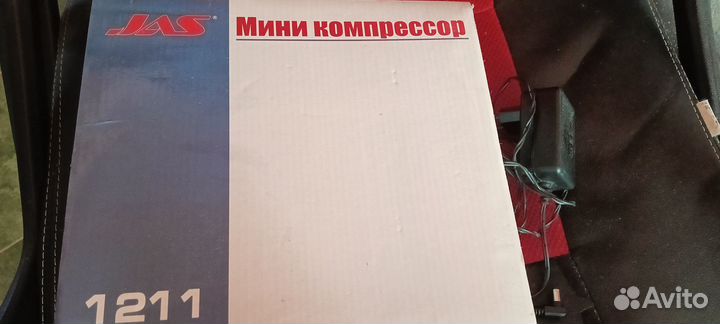 JAS®
Мини компрессор
1211
Avito